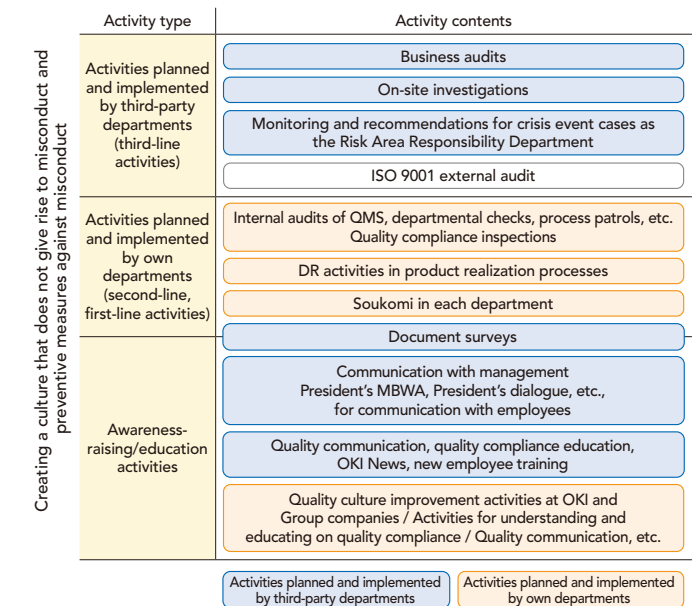 Activity type
Activity contents
Creating a culture that does not give rise to misconduct and
preventive measures against misconduct
Activities planned
and implemented
by third-party
departments
(third-line
activities)
Business audits
On-site investigations
Monitoring and recommendations for crisis event cases as
the Risk Area Responsibility Department
ISO 9001 external audit
Activities planned
and implemented
by own
departments
(second-line,
first-line activities)
Internal audits of QMS, departmental checks, process patrols, etc.
Quality compliance inspections
DR activities in product realization processes
Soukomi in each department
Document surveys
Awareness-
raising/education
activities
Communication with management
President’s MBWA, President’s dialogue, etc.,
for communication with employees
Quality communication, quality compliance education,
OKI News, new employee training
Quality culture improvement activities at OKI and
Group companies / Activities for understanding and
educating on quality compliance / Quality communication, etc.
Activities planned and implemented
by third-party departments
Activities planned and implemented
by own departments